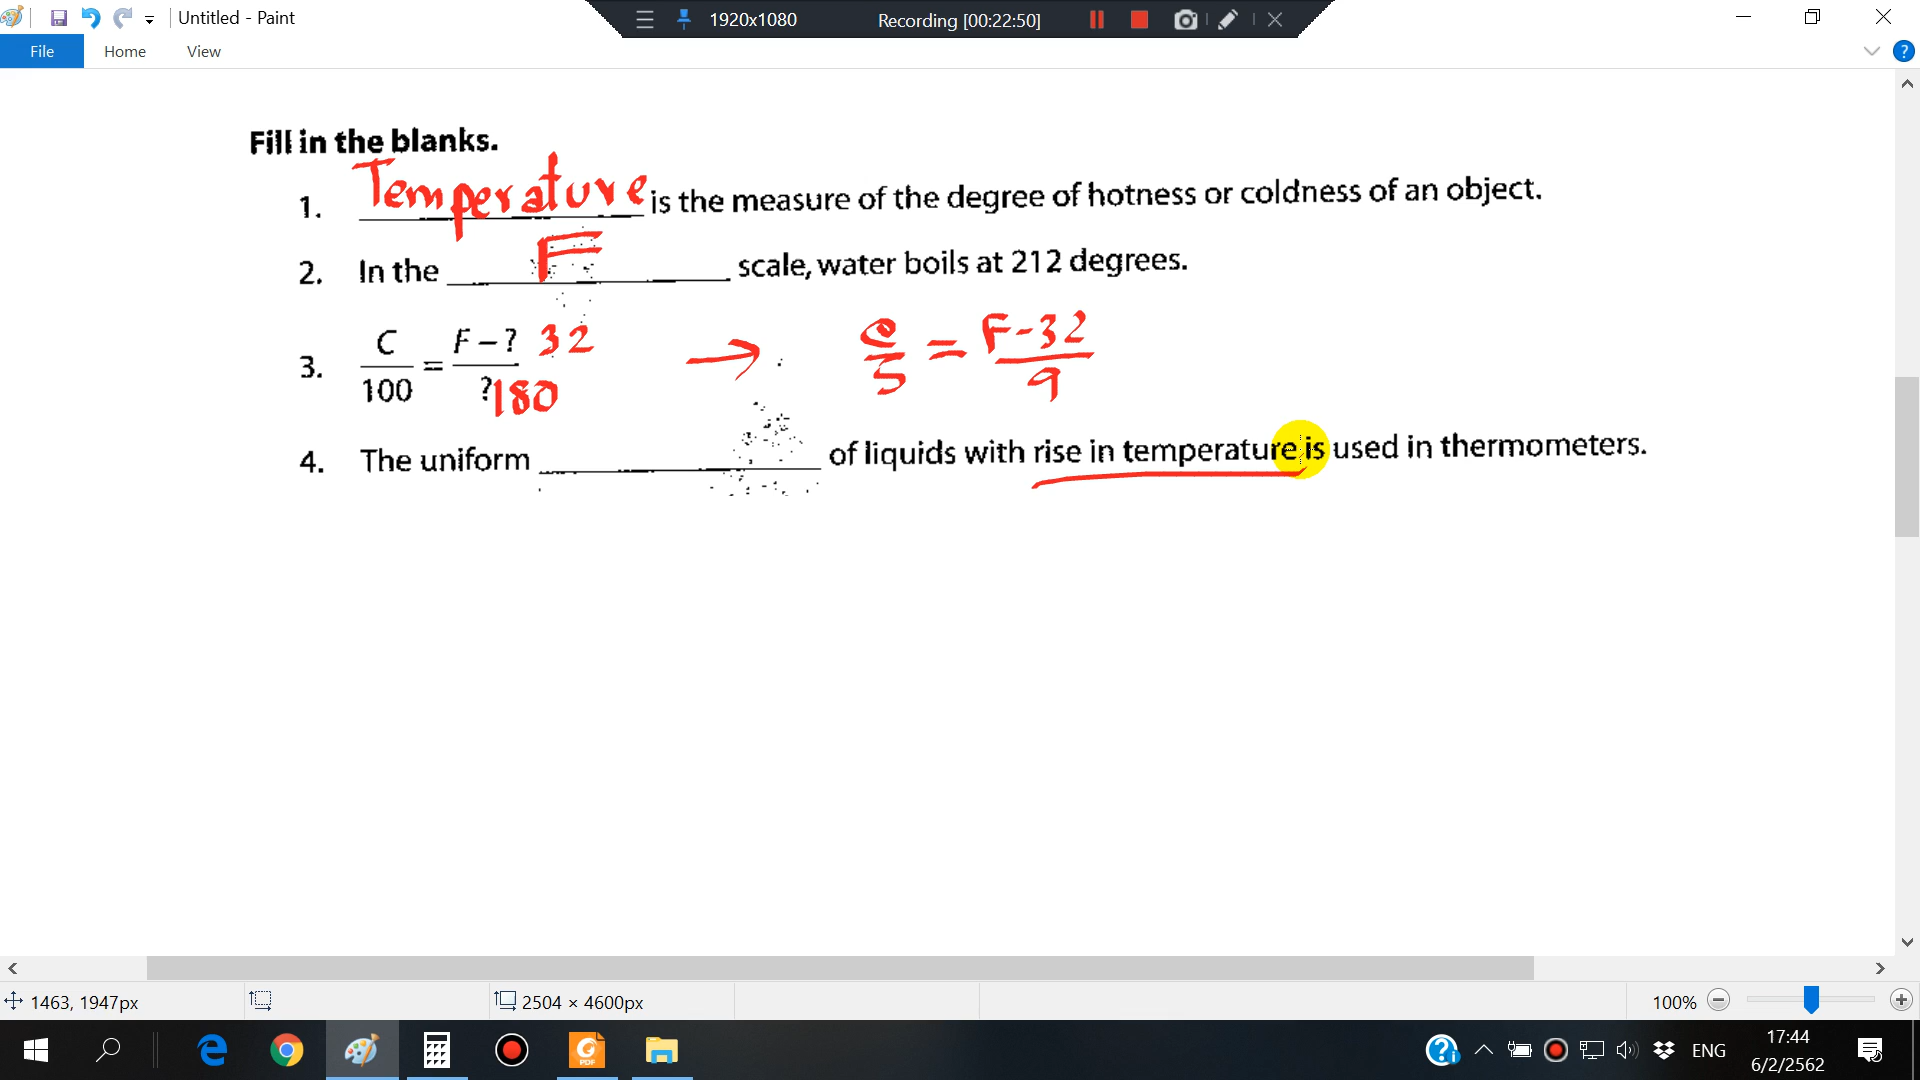 Untitled - Paint
1920x1080
Recording [00:22:50]
File Home View
Fill in the blanks.
1. Temperature is the measure of the degree of hotness or coldness of an object.
2. In the F scale, water boils at 212 degrees.
3. C/100 = F – ?/? 32 180 → C/5 = F-32/9
4. The uniform ____ of liquids with rise in temperature is used in thermometers.
1463, 1947px
2504 × 4600px
100%
PDF
ENG
17:44
6/2/2562